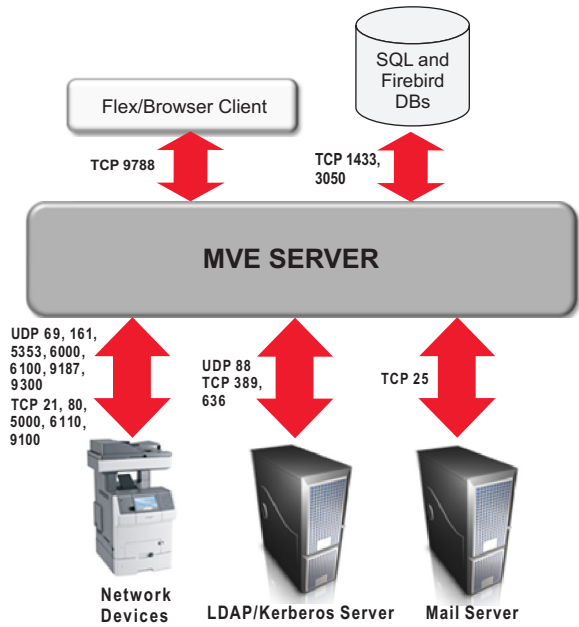 SQL and
Firebird
DBs
Flex/Browser Client
TCP 9788
TCP 1433,
3050
MVE SERVER
UDP 69, 161,
5353, 6000,
6100, 9187,
9300
TCP 21, 80,
5000, 6110,
9100
UDP 88
TCP 389,
636
TCP 25
Network
Devices
LDAP/Kerberos Server
Mail Server